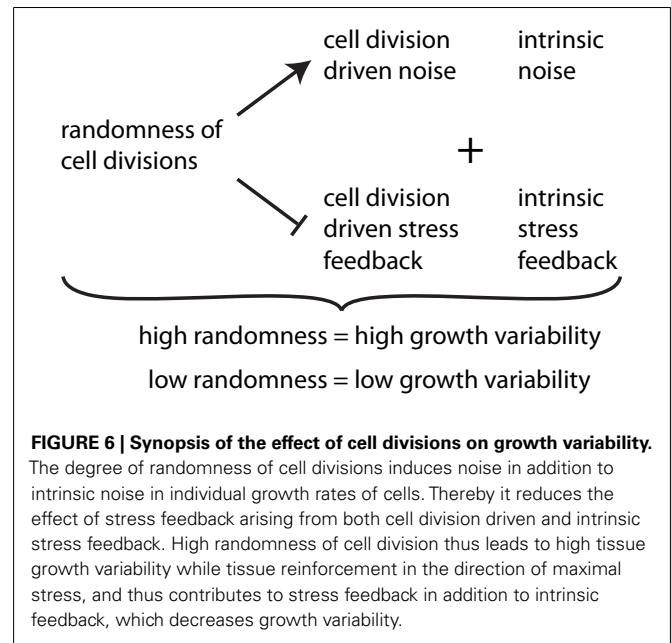 cell division
driven noise
intrinsic
noise
randomness of
cell divisions
+
cell division
driven stress
feedback
intrinsic
stress
feedback
high randomness = high growth variability
low randomness = low growth variability
FIGURE 6 | Synopsis of the effect of cell divisions on growth variability.
The degree of randomness of cell divisions induces noise in addition to
intrinsic noise in individual growth rates of cells. Thereby it reduces the
effect of stress feedback arising from both cell division driven and intrinsic
stress feedback. High randomness of cell division thus leads to high tissue
growth variability while tissue reinforcement in the direction of maximal
stress, and thus contributes to stress feedback in addition to intrinsic
feedback, which decreases growth variability.